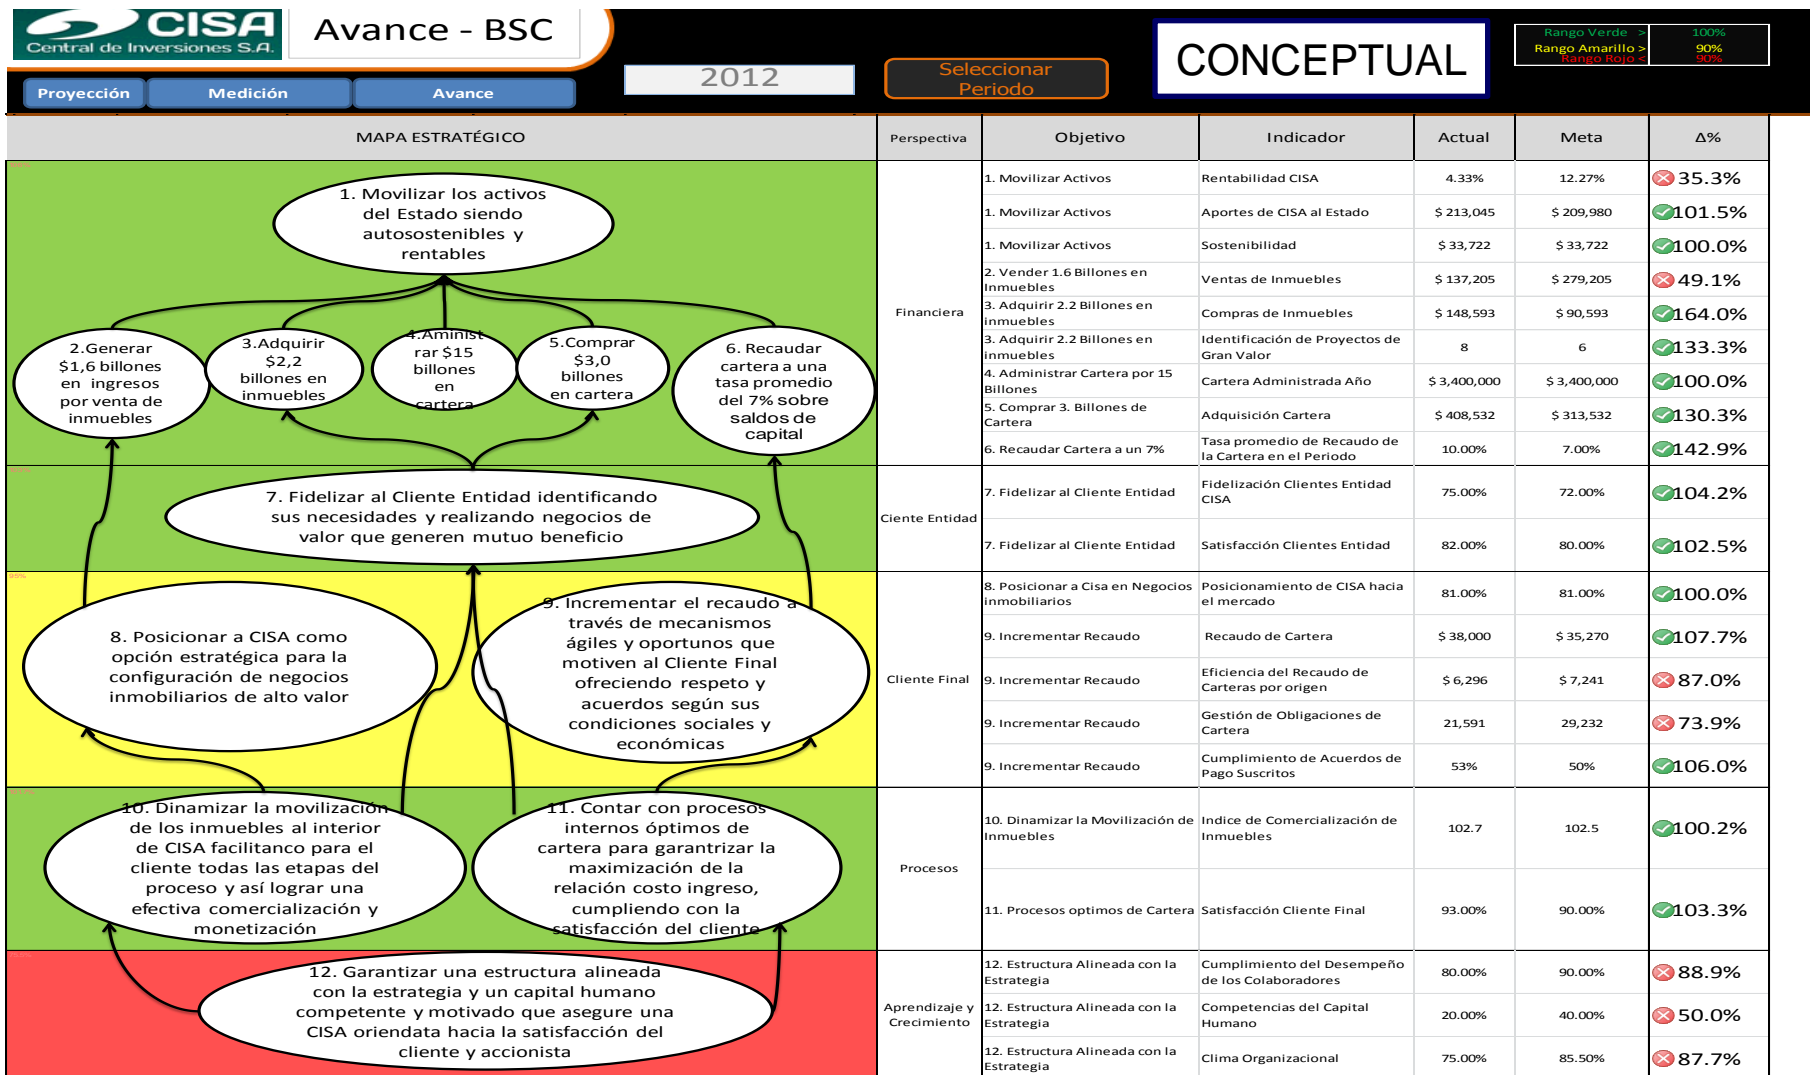 CISA
Central de Inversiones S.A.
Avance - BSC
2012
Seleccionar
Periodo
CONCEPTUAL
Rango Verde > 100%
Rango Amarillo > 90%
Rango Rojo < 90%
Proyección
Medición
Avance
MAPA ESTRATÉGICO
Perspectiva
Objetivo
Indicador
Actual
Meta
Δ%
1. Movilizar los activos
del Estado siendo
autosostenibles y
rentables
2.Generar
$1,6 billones
en ingresos
por venta de
inmuebles
3.Adquirir
$2,2
billones en
inmuebles
4.Aminist
rar $15
billones
en
cartera
5.Comprar
$3,0
billones
en cartera
6. Recaudar
cartera a una
tasa promedio
del 7% sobre
saldos de
capital
7. Fidelizar al Cliente Entidad identificando
sus necesidades y realizando negocios de
valor que generen mutuo beneficio
8. Posicionar a CISA como
opción estratégica para la
configuración de negocios
inmobiliarios de alto valor
9. Incrementar el recaudo a
través de mecanismos
ágiles y oportunos que
motiven al Cliente Final
ofreciendo respeto y
acuerdos según sus
condiciones sociales y
económicas
10. Dinamizar la movilización
de los inmuebles al interior
de CISA facilitanco para el
cliente todas las etapas del
proceso y así lograr una
efectiva comercialización y
monetización
11. Contar con procesos
internos óptimos de
cartera para garantrizar la
maximización de la
relación costo ingreso,
cumpliendo con la
satisfacción del cliente
12. Garantizar una estructura alineada
con la estrategia y un capital humano
competente y motivado que asegure una
CISA oriendata hacia la satisfacción del
cliente y accionista
Financiera
1. Movilizar Activos Rentabilidad CISA 4.33% 12.27% 35.3%
1. Movilizar Activos Aportes de CISA al Estado $ 213,045 $ 209,980 101.5%
1. Movilizar Activos Sostenibilidad $ 33,722 $ 33,722 100.0%
2. Vender 1.6 Billones en
Inmuebles
Ventas de Inmuebles $ 137,205 $ 279,205 49.1%
3. Adquirir 2.2 Billones en
inmuebles
Compras de Inmuebles $ 148,593 $ 90,593 164.0%
3. Adquirir 2.2 Billones en
inmuebles
Identificación de Proyectos de
Gran Valor
8 6 133.3%
4. Administrar Cartera por 15
Billones
Cartera Administrada Año $ 3,400,000 $ 3,400,000 100.0%
5. Comprar 3. Billones de
Cartera
Adquisición Cartera $ 408,532 $ 313,532 130.3%
6. Recaudar Cartera a un 7%
Tasa promedio de Recaudo de
la Cartera en el Periodo
10.00% 7.00% 142.9%
Ciente Entidad
7. Fidelizar al Cliente Entidad
Fidelización Clientes Entidad
CISA
75.00% 72.00% 104.2%
7. Fidelizar al Cliente Entidad Satisfacción Clientes Entidad 82.00% 80.00% 102.5%
Cliente Final
8. Posicionar a Cisa en Negocios
inmobiliarios
Posicionamiento de CISA hacia
el mercado
81.00% 81.00% 100.0%
9. Incrementar Recaudo Recaudo de Cartera $ 38,000 $ 35,270 107.7%
9. Incrementar Recaudo
Eficiencia del Recaudo de
Carteras por origen
$ 6,296 $ 7,241 87.0%
9. Incrementar Recaudo
Gestión de Obligaciones de
Cartera
21,591 29,232 73.9%
9. Incrementar Recaudo
Cumplimiento de Acuerdos de
Pago Suscritos
53% 50% 106.0%
Procesos
10. Dinamizar la Movilización de
Inmuebles
Indice de Comercialización de
Inmuebles
102.7 102.5 100.2%
11. Procesos optimos de Cartera Satisfacción Cliente Final 93.00% 90.00% 103.3%
Aprendizaje y
Crecimiento
12. Estructura Alineada con la
Estrategia
Cumplimiento del Desempeño
de los Colaboradores
80.00% 90.00% 88.9%
12. Estructura Alineada con la
Estrategia
Competencias del Capital
Humano
20.00% 40.00% 50.0%
12. Estructura Alineada con la
Estrategia
Clima Organizacional 75.00% 85.50% 87.7%